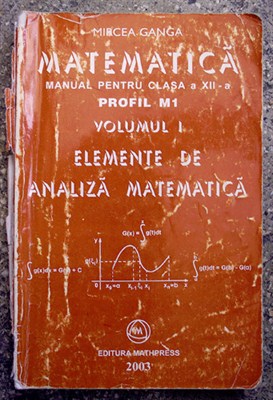 MIRCEA GANGA
MATEMATICĂ
MANUAL PENTRU CLASA a XII-a
PROFIL M1
VOLUMUL I
ELEMENTE DE
ANALIZĂ MATEMATICĂ
EDITURA MATHPRESS
2003